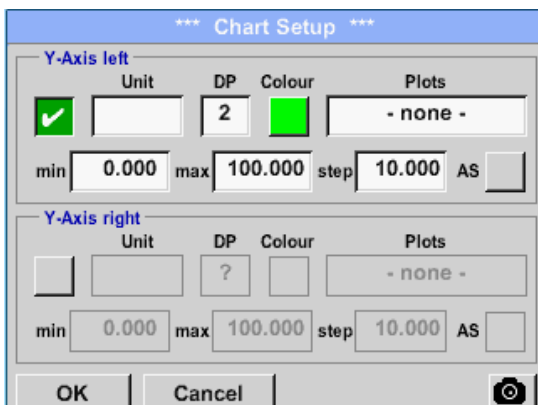 *** Chart Setup ***
Y-Axis left
Unit DP Colour Plots
2 - none -
min 0.000 max 100.000 step 10.000 AS
Y-Axis right
Unit DP Colour Plots
? - none -
min 0.000 max 100.000 step 10.000 AS
OK Cancel